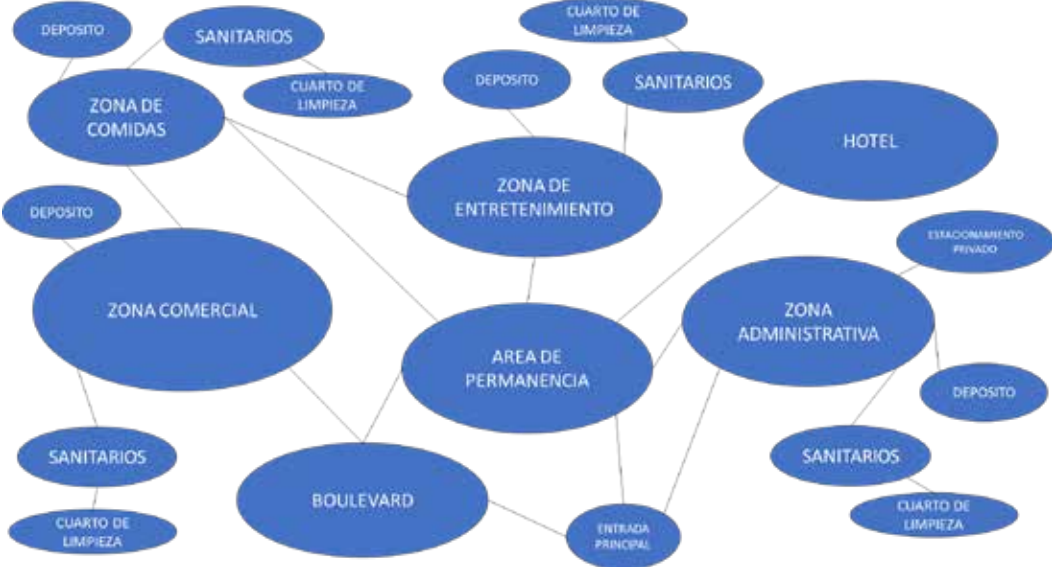 DEPOSITO
SANITARIOS
CUARTO DE
LIMPIEZA
ZONA DE
COMIDAS
CUARTO DE
LIMPIEZA
DEPOSITO
SANITARIOS
ZONA DE
ENTRETENIMIENTO
HOTEL
DEPOSITO
ZONA COMERCIAL
ESTACIONAMIENTO
PRIVADO
ZONA
ADMINISTRATIVA
AREA DE
PERMANENCIA
DEPOSITO
SANITARIOS
CUARTO DE
LIMPIEZA
BOULEVARD
ENTRADA
PRINCIPAL
SANITARIOS
CUARTO DE
LIMPIEZA